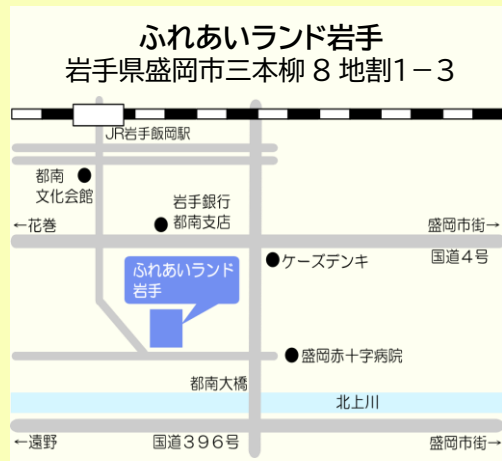 ふれあいランド岩手
岩手県盛岡市三本柳8地割1－3
JR岩手飯岡駅
都南
文化会館
岩手銀行
都南支店
←花巻
盛岡市街→
国道4号
ケーズデンキ
ふれあいランド
岩手
盛岡赤十字病院
都南大橋
北上川
←遠野
国道396号
盛岡市街→